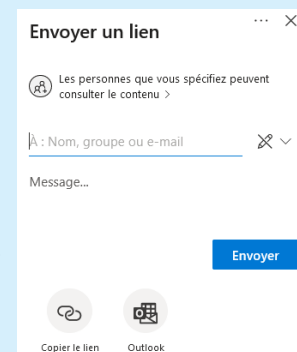 Envoyer un lien
Les personnes que vous spécifiez peuvent
consulter le contenu >
À : Nom, groupe ou e-mail
Message...
Envoyer
Copier le lien
Outlook